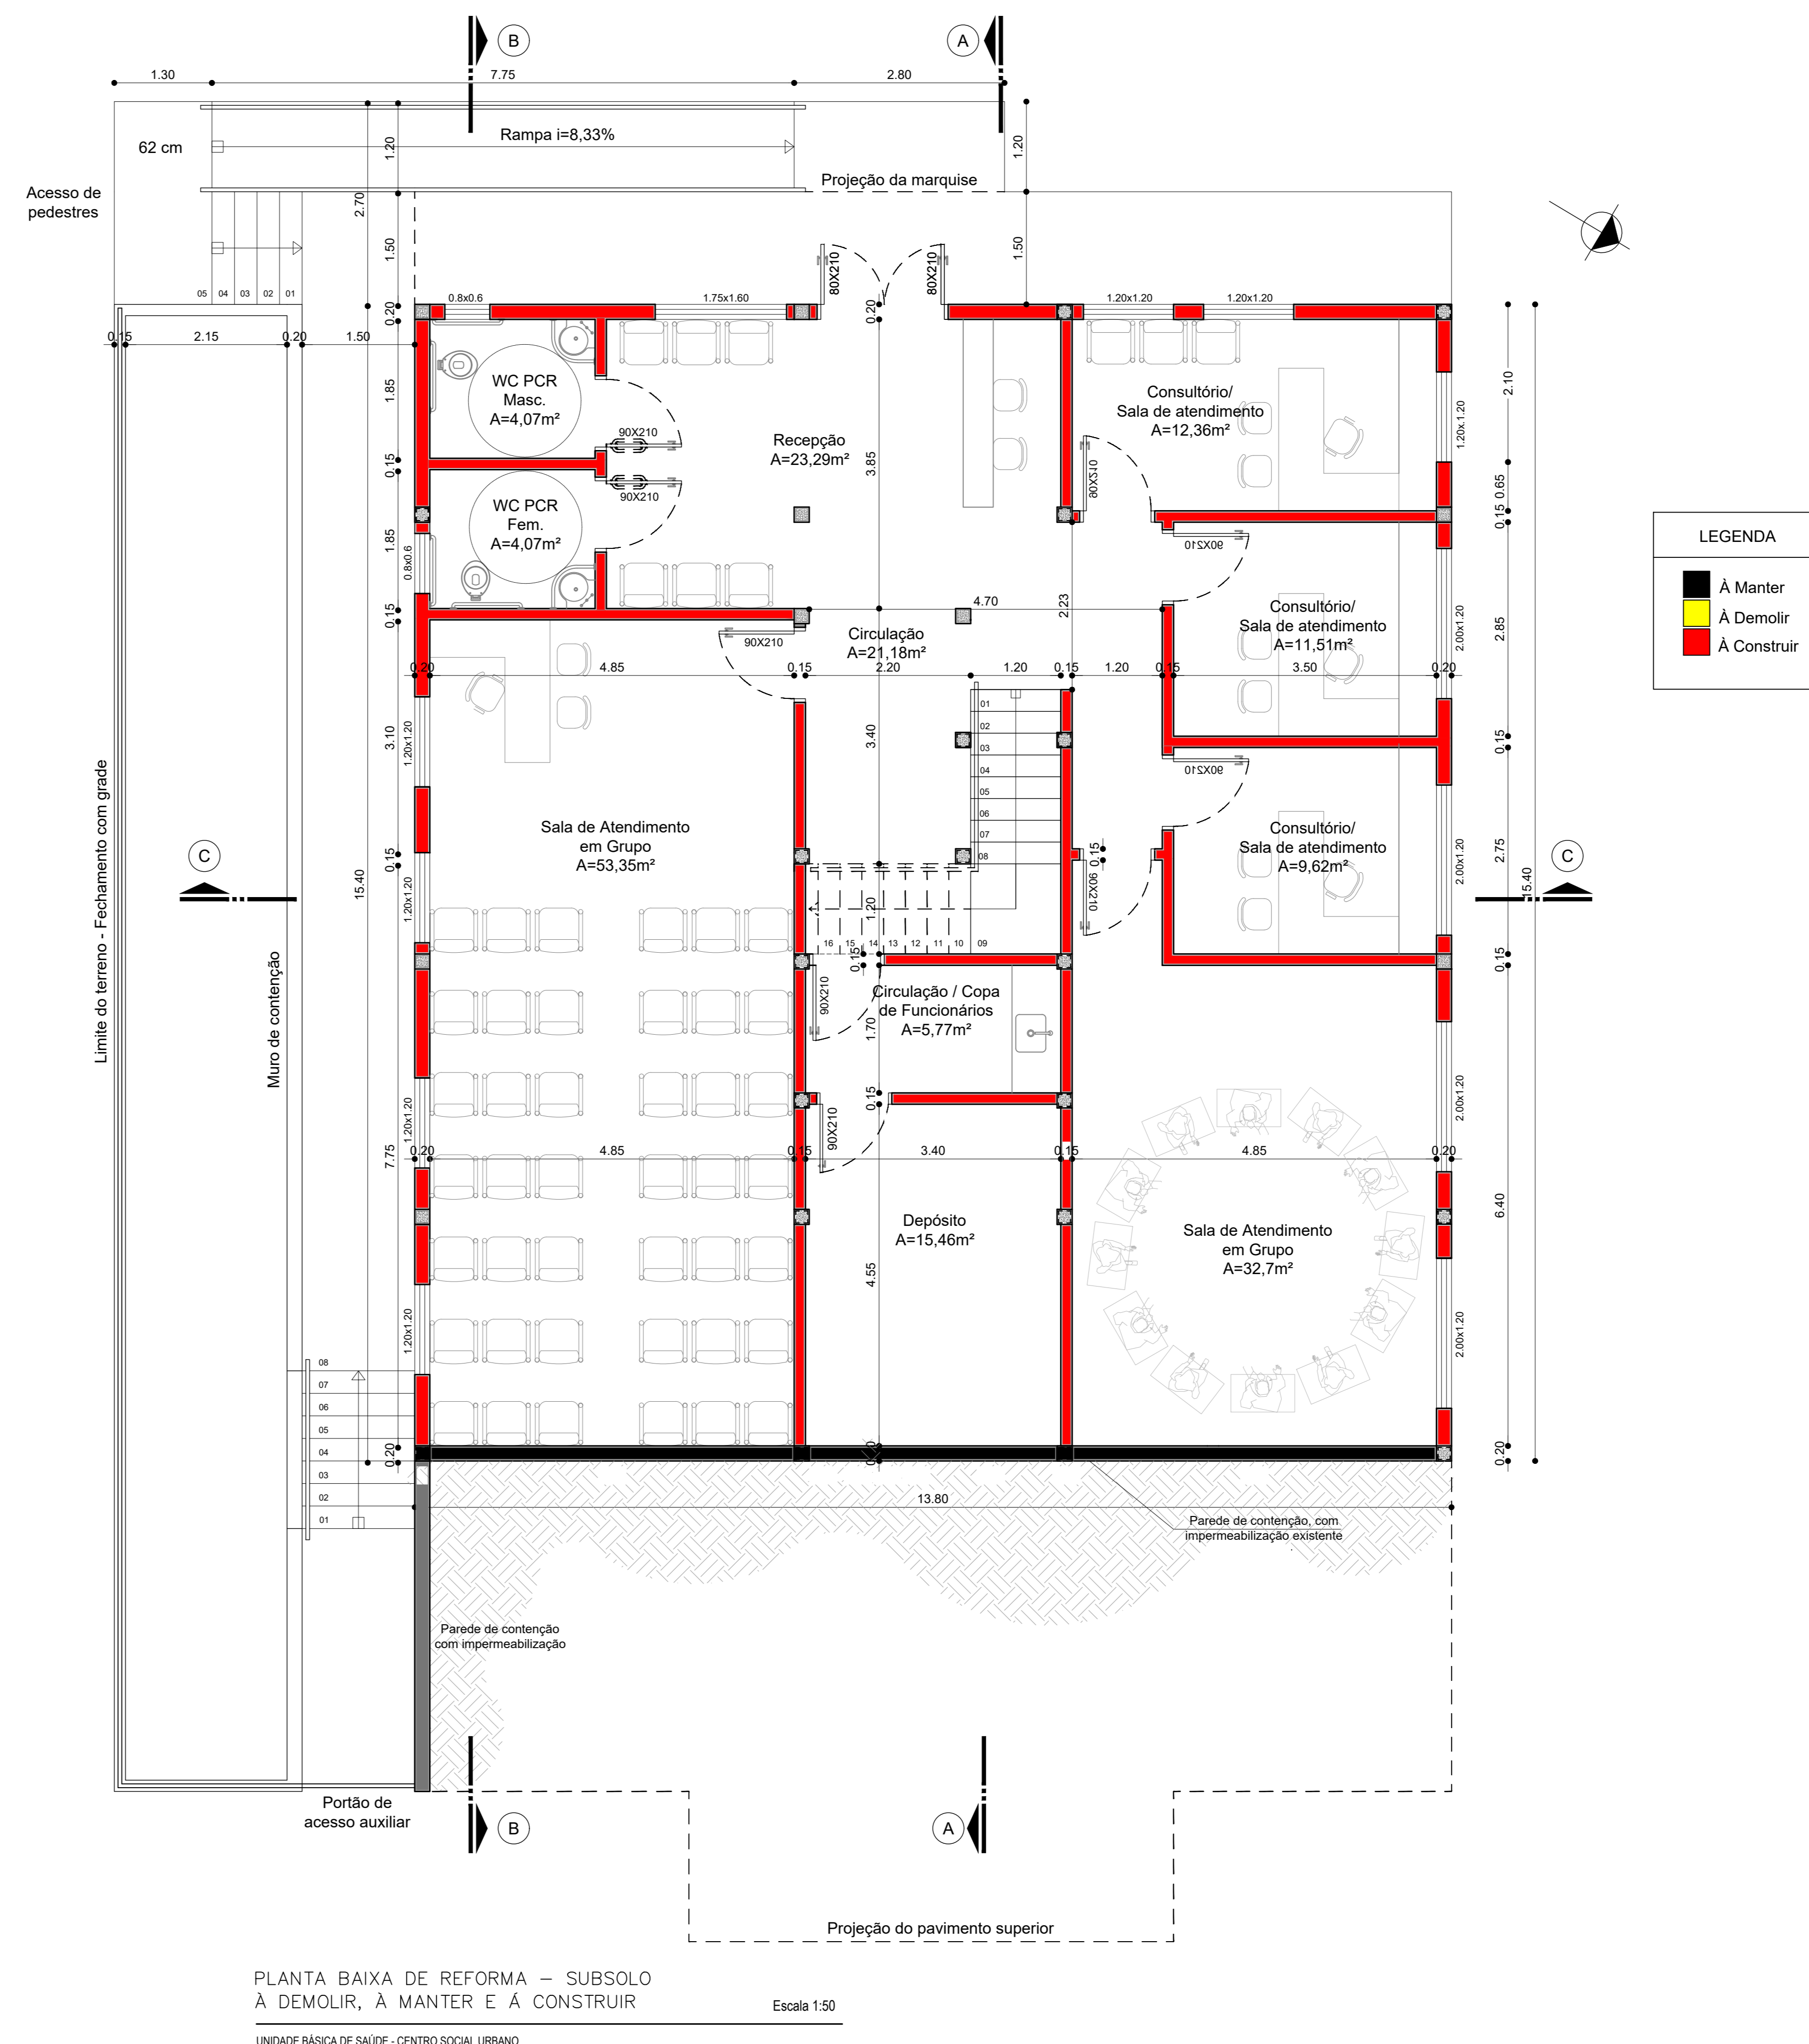 B
A
1.30
7.75
2.80
Rampa i=8,33%
62 cm
1.20
1.20
Projeção da marquise
Acesso de
pedestres
2.70
1.50
1.50
80X210
80X210
05 04 03 02 01
0.8x0.6
1.75x1.60
1.20x1.20
1.20x1.20
0.20
0.20
0.15
2.15
0.20
1.50
WC PCR
Masc.
A=4,07m²
1.85
2.10
Consultório/
Sala de atendimento
A=12,36m²
1.20x.1.20
90X210
Recepção
A=23,29m²
3.85
0.15
90X210
90X210
0.65
0.15
WC PCR
Fem.
A=4,07m²
1.85
0.8x0.6
90X210
LEGENDA
À Manter
À Demolir
À Construir
0.15
4.70
2.23
Consultório/
Sala de atendimento
A=11,51m²
2.00x1.20
2.85
90X210
Circulação
A=21,18m²
0.20
4.85
0.15
2.20
1.20
0.15
1.20
0.15
3.50
0.20
01
02
03
04
05
06
07
08
3.10
1.20x1.20
3.40
0.15
90X210
Sala de Atendimento
em Grupo
A=53,35m²
Consultório/
Sala de atendimento
A=9,62m²
2.75
2.00x1.20
0.15
0.15
90X210
C
C
15.40
15.40
1.20x1.20
1.20
16 15 14 13 12 11 10 09
0.15
0.15
Limite do terreno - Fechamento com grade
Muro de contenção
90X210
Circulação / Copa
de Funcionários
A=5,77m²
1.70
0.15
90X210
1.20x1.20
2.00x1.20
7.75
0.20
4.85
0.15
3.40
0.15
4.85
0.20
6.40
Depósito
A=15,46m²
4.55
Sala de Atendimento
em Grupo
A=32,7m²
1.20x1.20
2.00x1.20
08
07
06
05
04
03
02
01
0.20
0.20
0.20
13.80
Parede de contenção, com
impermeabilização existente
Parede de contenção
com impermeabilização
Portão de
acesso auxiliar
B
A
Projeção do pavimento superior
PLANTA BAIXA DE REFORMA – SUBSOLO
À DEMOLIR, À MANTER E Á CONSTRUIR
Escala 1:50
UNIDADE BÁSICA DE SAÚDE - CENTRO SOCIAL URBANO